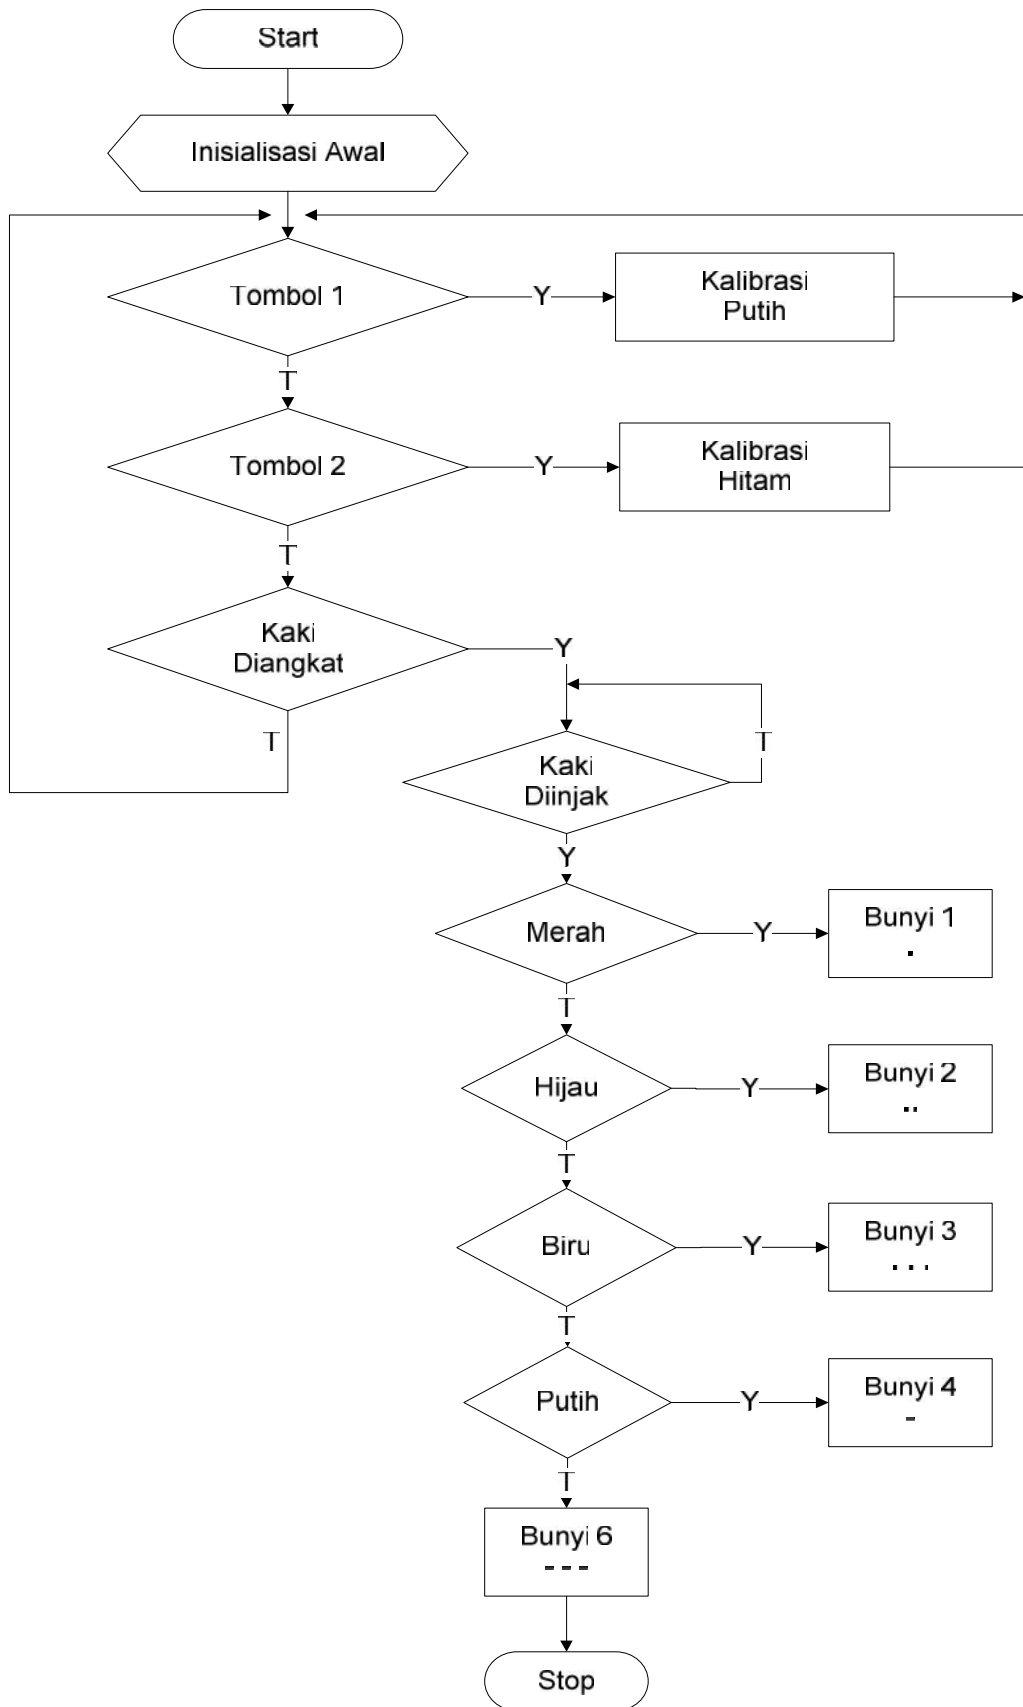 Start
Inisialisasi Awal
Tombol 1
Y
Kalibrasi
Putih
T
Tombol 2
Y
Kalibrasi
Hitam
T
Kaki
Diangkat
Y
T
Kaki
Diinjak
T
Y
Merah
Y
Bunyi 1
.
T
Hijau
Y
Bunyi 2
..
T
Biru
Y
Bunyi 3
...
T
Putih
Y
Bunyi 4
-
T
Bunyi 6
---
Stop